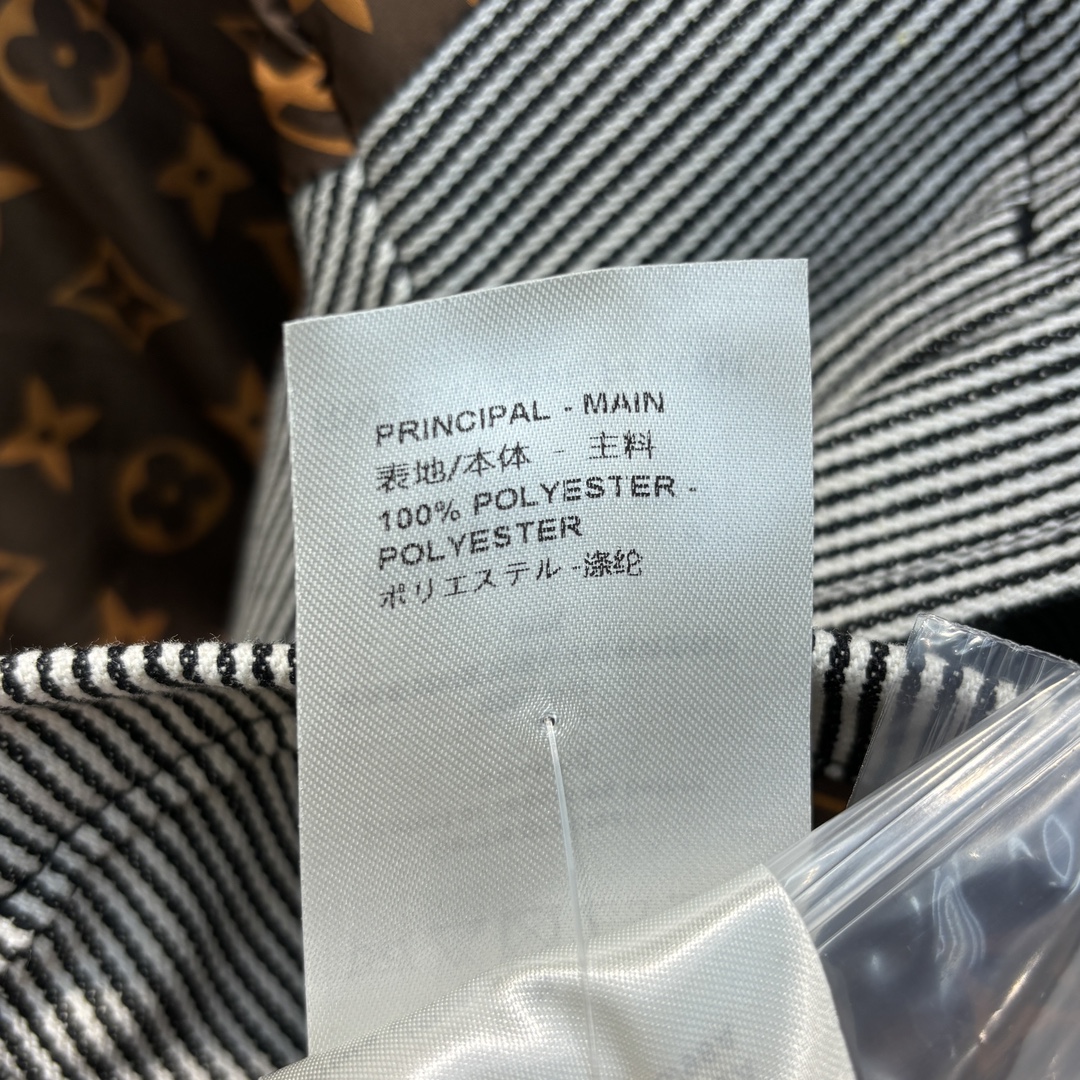 PRINCIPAL - MAIN
表地/本体 - 主料
100% POLYESTER -
POLYESTER
ポリエステル -涤纶